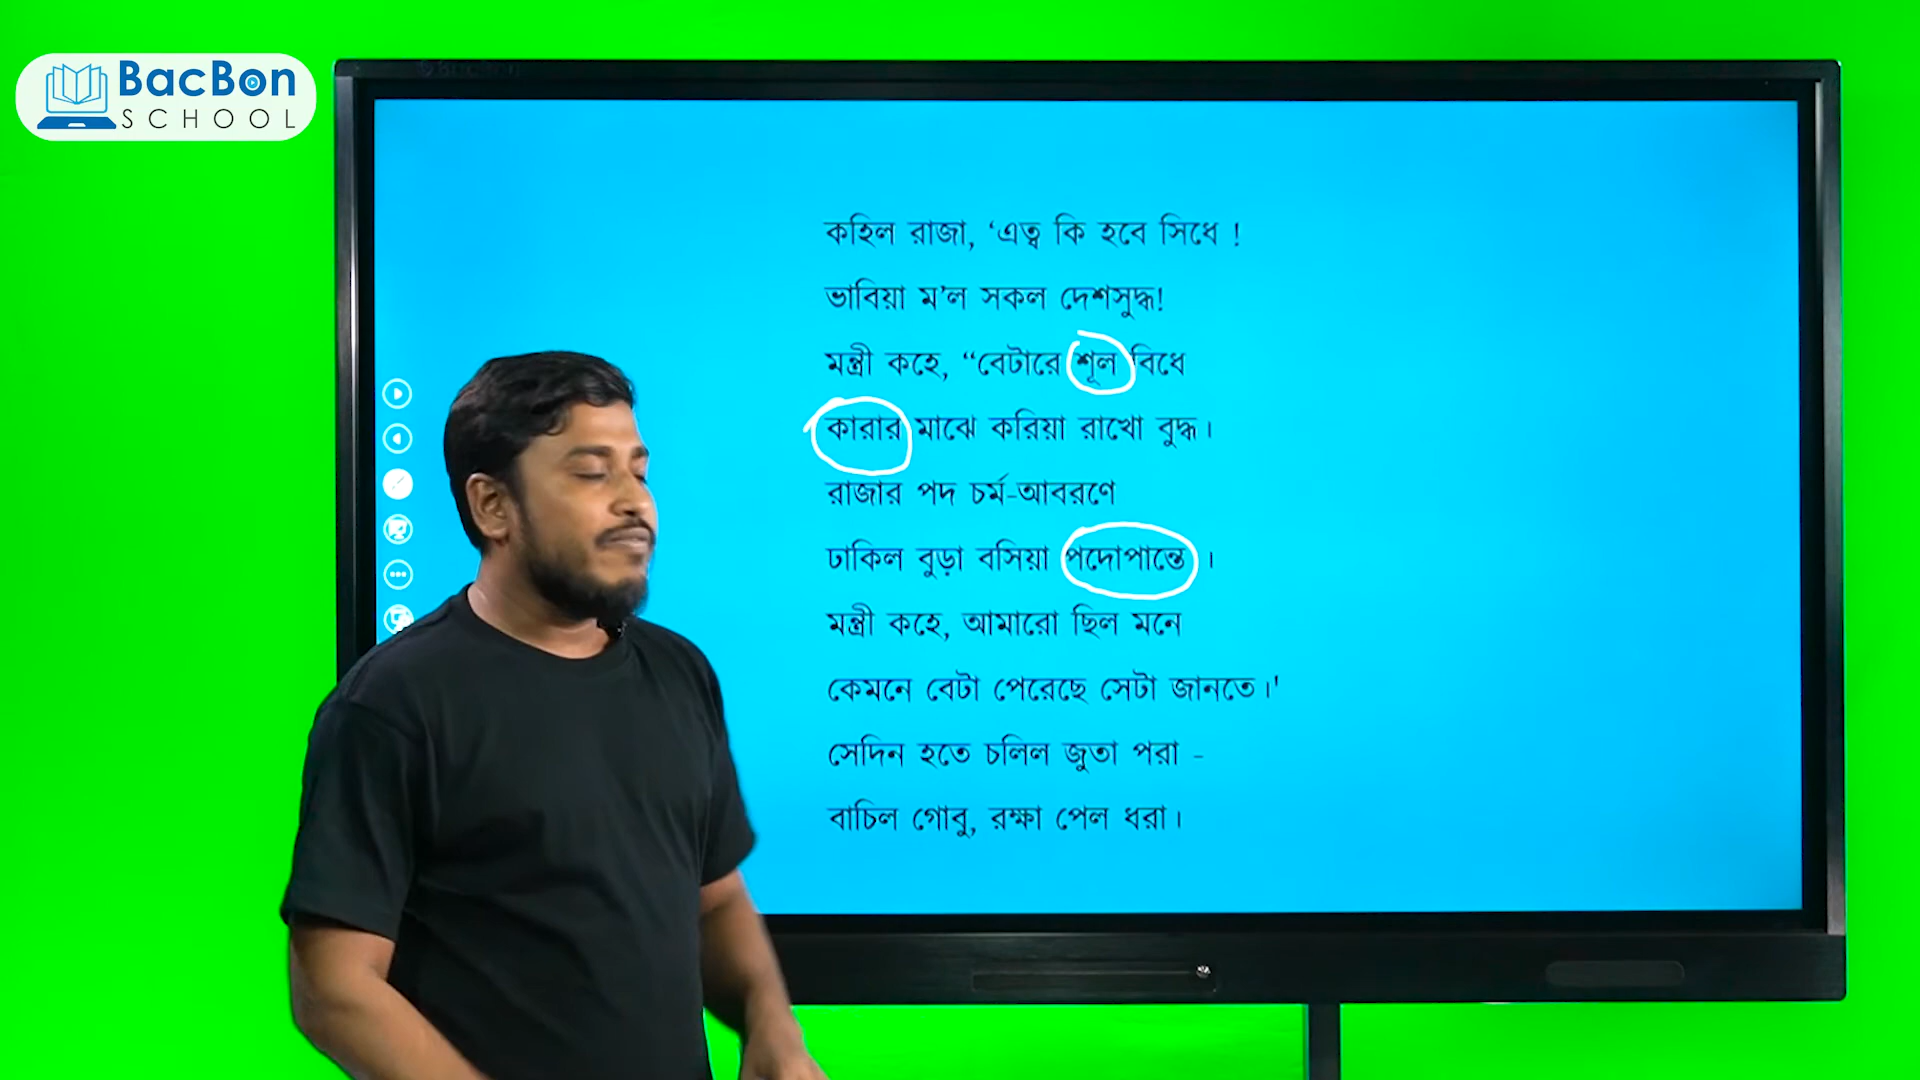 BacBon
SCHOOL
কহিল রাজা, ‘এত্ব কি হবে সিধে !
ভাবিয়া ম’ল সকল দেশসুদ্ধ!
মন্ত্রী কহে, “বেটারে শূল বিধে
কারার মাঝে করিয়া রাখো বুদ্ধ।
রাজার পদ চর্ম-আবরণে
ঢাকিল বুড়া বসিয়া পদোপান্তে ।
মন্ত্রী কহে, আমারো ছিল মনে
কেমনে বেটা পেরেছে সেটা জানতে।'
সেদিন হতে চলিল জুতা পরা -
বাচিল গোবু, রক্ষা পেল ধরা।